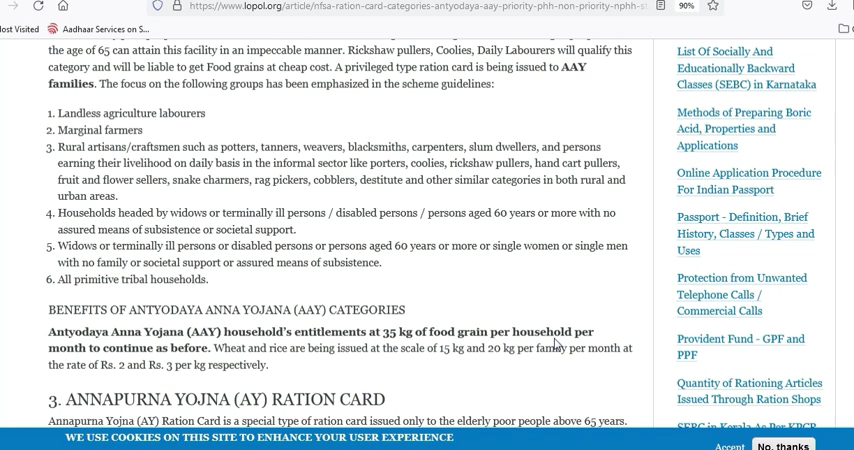 https://www.lopol.org/article/nfsa-ration-card-categories-antyodaya-aay-priority-phh-non-priority-nphh-s
90%
Most Visited
Aadhaar Services on S...
the age of 65 can attain this facility in an impeccable manner. Rickshaw pullers, Coolies, Daily Labourers will qualify this
category and will be liable to get Food grains at cheap cost. A privileged type ration card is being issued to AAY
families. The focus on the following groups has been emphasized in the scheme guidelines:
1. Landless agriculture labourers
2. Marginal farmers
3. Rural artisans/craftsmen such as potters, tanners, weavers, blacksmiths, carpenters, slum dwellers, and persons
earning their livelihood on daily basis in the informal sector like porters, coolies, rickshaw pullers, hand cart pullers,
fruit and flower sellers, snake charmers, rag pickers, cobblers, destitute and other similar categories in both rural and
urban areas.
4. Households headed by widows or terminally ill persons / disabled persons / persons aged 60 years or more with no
assured means of subsistence or societal support.
5. Widows or terminally ill persons or disabled persons or persons aged 60 years or more or single women or single men
with no family or societal support or assured means of subsistence.
6. All primitive tribal households.
BENEFITS OF ANTYODAYA ANNA YOJANA (AAY) CATEGORIES
Antyodaya Anna Yojana (AAY) household's entitlements at 35 kg of food grain per household per
month to continue as before. Wheat and rice are being issued at the scale of 15 kg and 20 kg per family per month at
the rate of Rs. 2 and Rs. 3 per kg respectively.
3. ANNAPURNA YOJNA (AY) RATION CARD
Annapurna Yojna (AY) Ration Card is a special type of ration card issued only to the elderly poor people above 65 years.
List Of Socially And
Educationally Backward
Classes (SEBC) in Karnataka
Methods of Preparing Boric
Acid, Properties and
Applications
Online Application Procedure
For Indian Passport
Passport - Definition, Brief
History, Classes / Types and
Uses
Protection from Unwanted
Telephone Calls /
Commercial Calls
Provident Fund - GPF and
PPF
Quantity of Rationing Articles
Issued Through Ration Shops
SEBC in Kerala As Per KPCR
WE USE COOKIES ON THIS SITE TO ENHANCE YOUR USER EXPERIENCE
Accept
No, thanks